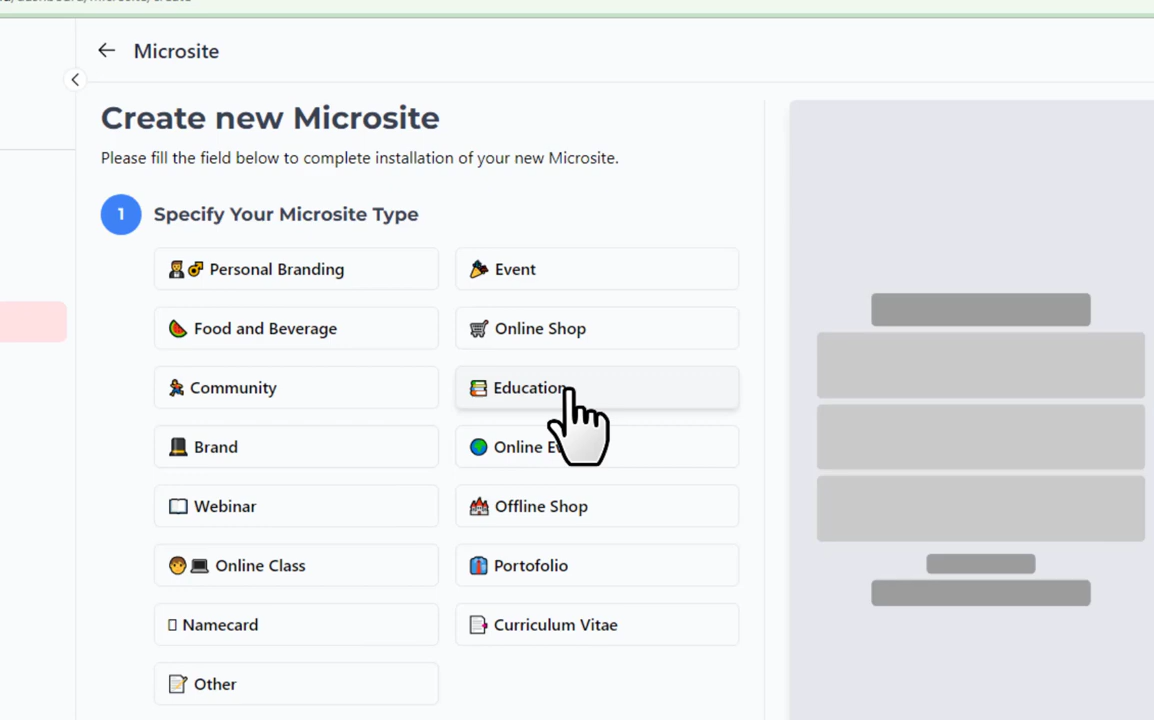 Microsite
Create new Microsite
Please fill the field below to complete installation of your new Microsite.
1 Specify Your Microsite Type
Personal Branding
Event
Food and Beverage
Online Shop
Community
Education
Brand
Online
Webinar
Offline Shop
Online Class
Portofolio
Namecard
Curriculum Vitae
Other